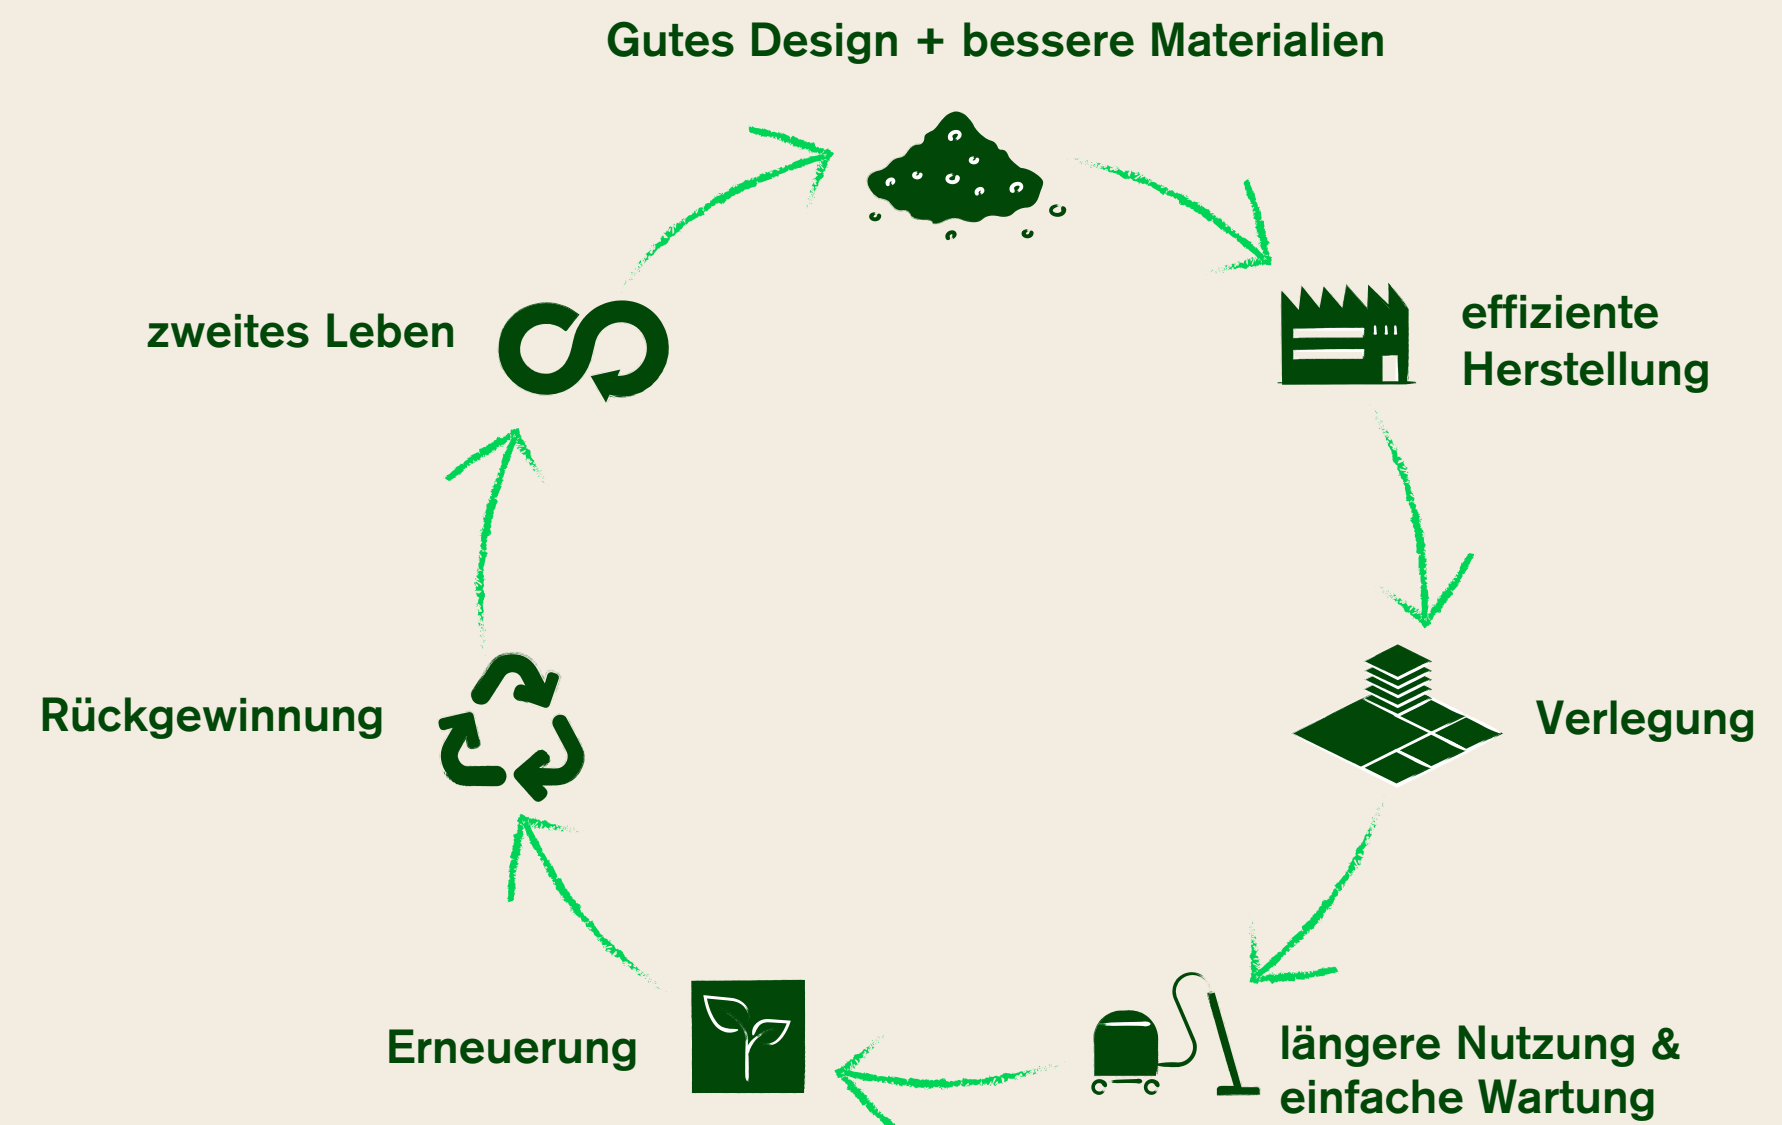 Gutes Design + bessere Materialien
effiziente
Herstellung
Verlegung
längere Nutzung &
einfache Wartung
Erneuerung
Rückgewinnung
zweites Leben